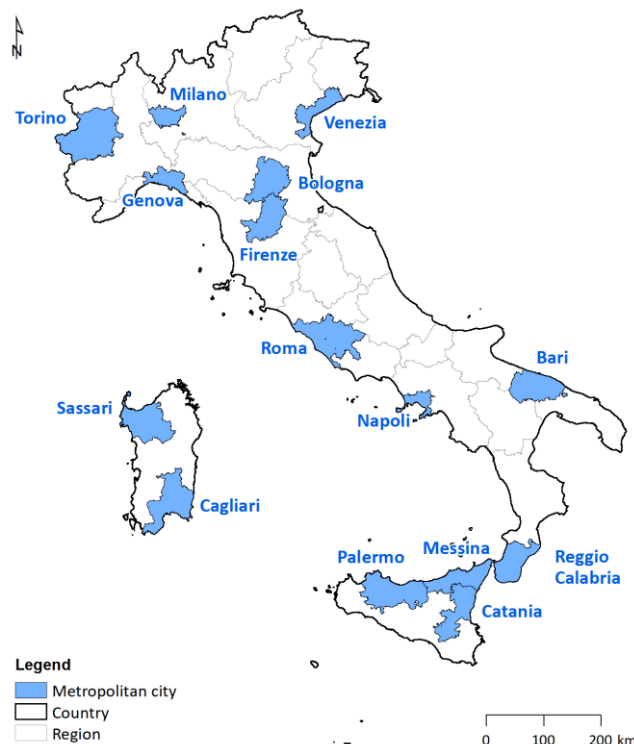 N
Milano
Torino
Venezia
Bologna
Genova
Firenze
Roma
Bari
Sassari
Napoli
Cagliari
Messina
Palermo
Reggio
Calabria
Catania
Legend
Metropolitan city
Country
Region
0 100 200 km